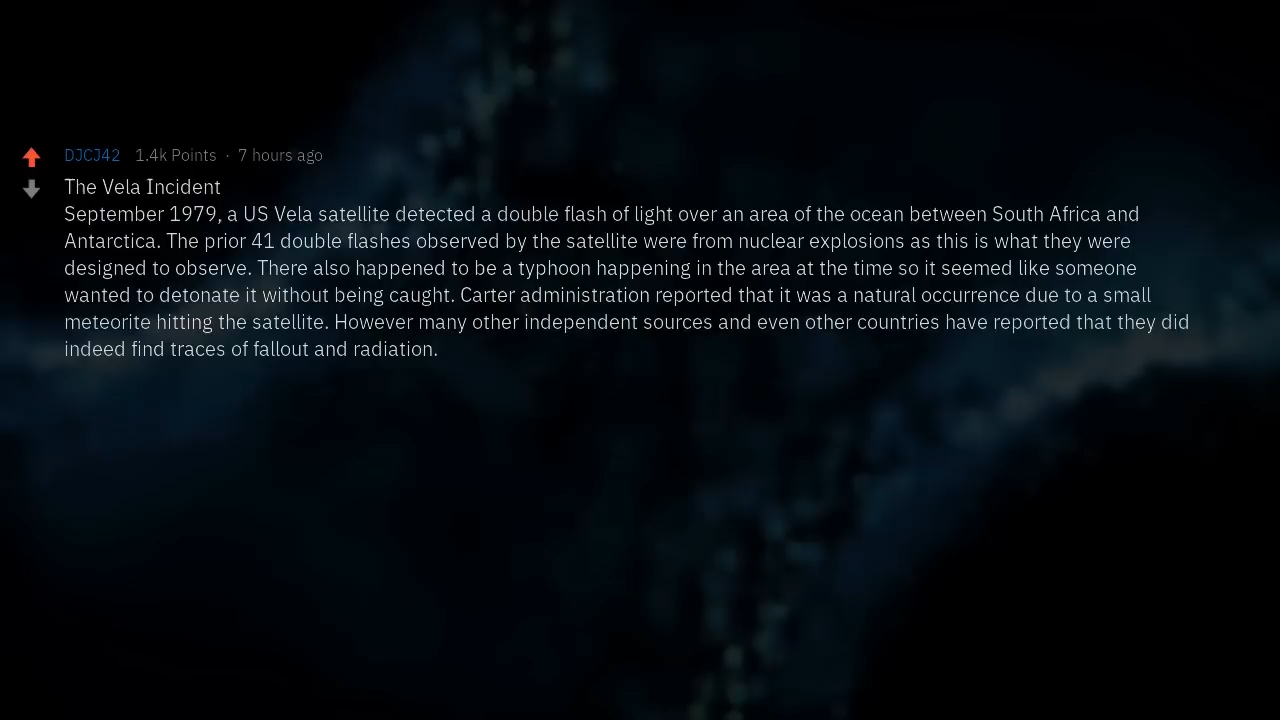 DJCJ42 1.4k Points · 7 hours ago
The Vela Incident
September 1979, a US Vela satellite detected a double flash of light over an area of the ocean between South Africa and
Antarctica. The prior 41 double flashes observed by the satellite were from nuclear explosions as this is what they were
designed to observe. There also happened to be a typhoon happening in the area at the time so it seemed like someone
wanted to detonate it without being caught. Carter administration reported that it was a natural occurrence due to a small
meteorite hitting the satellite. However many other independent sources and even other countries have reported that they did
indeed find traces of fallout and radiation.